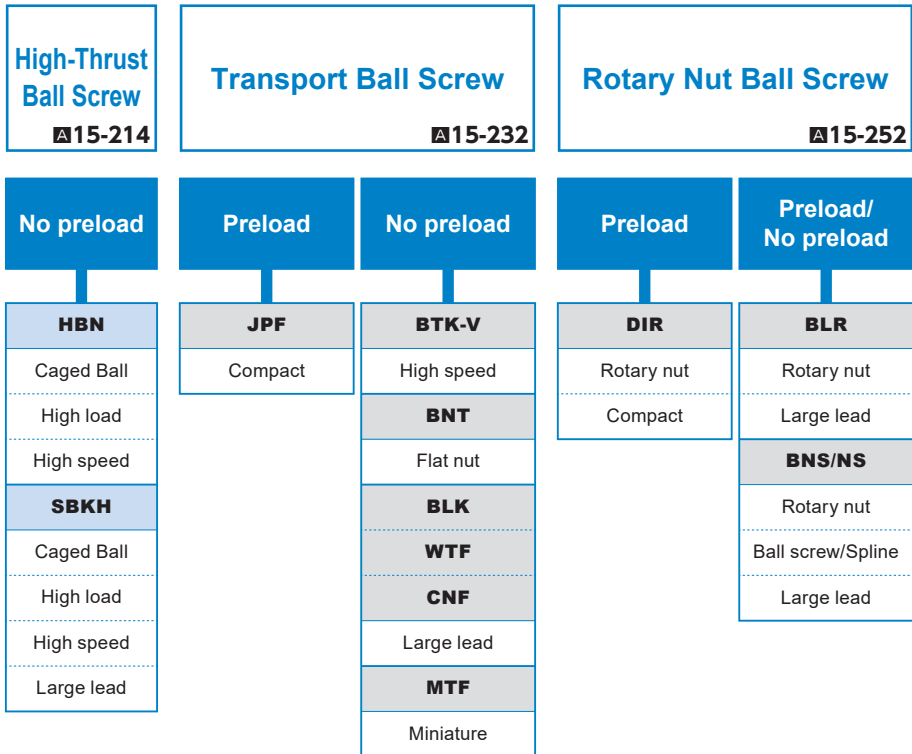 High-Thrust
Ball Screw
A15-214
Transport Ball Screw
A15-232
Rotary Nut Ball Screw
A15-252
No preload
HBN
Caged Ball
High load
High speed
SBKH
Caged Ball
High load
High speed
Large lead
Preload
JPF
Compact
No preload
BTK-V
High speed
BNT
Flat nut
BLK
WTF
CNF
Large lead
MTF
Miniature
Preload
DIR
Rotary nut
Compact
Preload/
No preload
BLR
Rotary nut
Large lead
BNS/NS
Rotary nut
Ball screw/Spline
Large lead